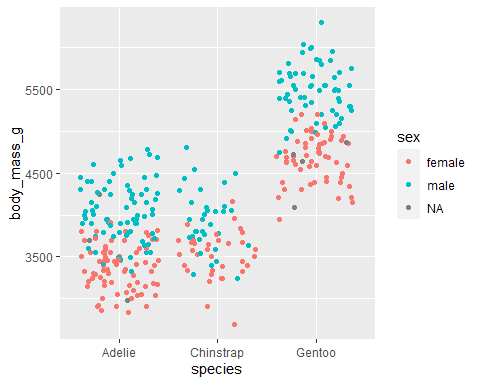 body_mass_g
5500
4500
3500
Adelie
Chinstrap
Gentoo
species
sex
female
male
NA